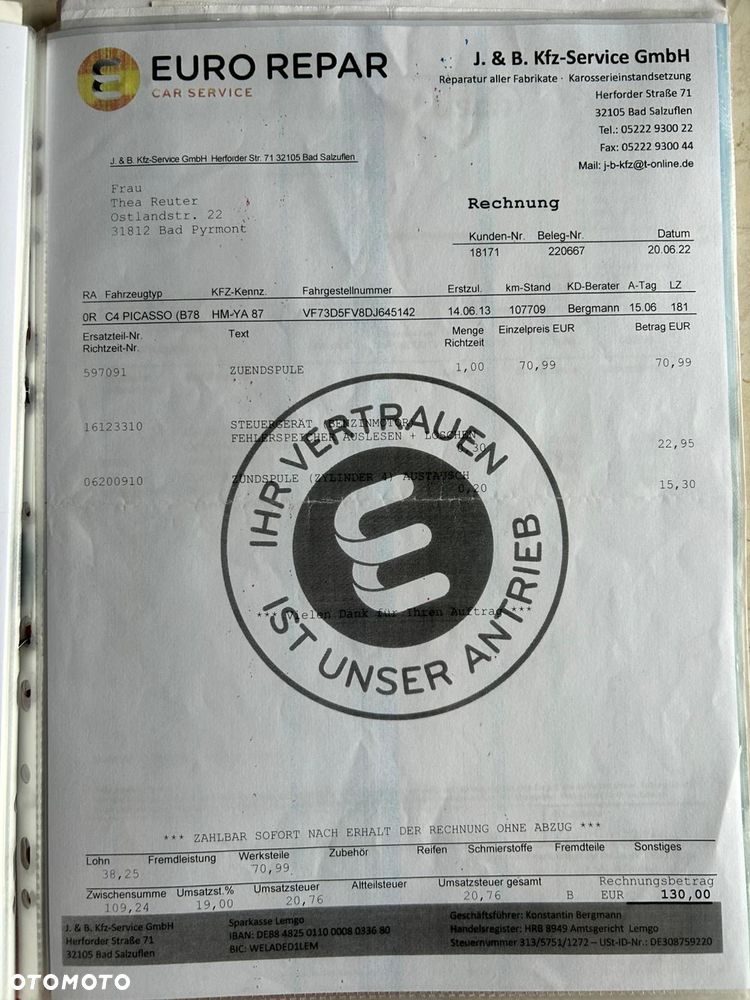 EURO REPAR
CAR SERVICE
J. & B. Kfz-Service GmbH
Reparatur aller Fabrikate · Karosserieinstandsetzung
Herforder Straße 71
32105 Bad Salzuflen
Tel.: 05222 9300 22
Fax: 05222 9300 44
Mail: j-b-kfz@t-online.de
J. & B. Kfz-Service GmbH Herforder Str. 71 32105 Bad Salzuflen
Frau
Thea Reuter
Ostlandstr. 22
31812 Bad Pyrmont
Rechnung
Kunden-Nr. Beleg-Nr. Datum
18171 220667 20.06.22
RA Fahrzeugtyp KFZ-Kennz. Fahrgestellnummer Erstzul. km-Stand KD-Berater A-Tag LZ
0R C4 PICASSO (B78 HM-YA 87 VF73D5FV8DJ645142 14.06.13 107709 Bergmann 15.06 181
Ersatzteil-Nr. Text Menge Einzelpreis EUR Betrag EUR
Richtzeit-Nr. Richtzeit
597091 ZUENDSPULE 1,00 70,99 70,99
16123310 STEUERGERÄT (BENZINMOTOR)
FEHLERSPEICHER AUSLESEN + LÖSCHEN
0,30 22,95
06200910 ZÜNDSPULE (ZYLINDER 4) AUSTAUSCH
0,20 15,30
IHR VERTRAUEN
IST UNSER ANTRIEB
*** Vielen Dank für Ihren Auftrag ***
*** ZAHLBAR SOFORT NACH ERHALT DER RECHNUNG OHNE ABZUG ***
Lohn Fremdleistung Werksteile Zubehör Reifen Schmierstoffe Fremdteile Sonstiges
38,25 70,99
Zwischensumme Umsatzst.% Umsatzsteuer Altteilsteuer Umsatzsteuer gesamt Rechnungsbetrag
109,24 19,00 20,76 20,76 B EUR 130,00
J. & B. Kfz-Service GmbH
Herforder Straße 71
32105 Bad Salzuflen
Sparkasse Lemgo
IBAN: DE88 4825 0110 0008 0336 80
BIC: WELADED1LEM
Geschäftsführer: Konstantin Bergmann
Handelsregister: HRB 8949 Amtsgericht Lemgo
Steuernummer 313/5751/1272 – USt-ID-Nr.: DE308759220
OTOMOTO